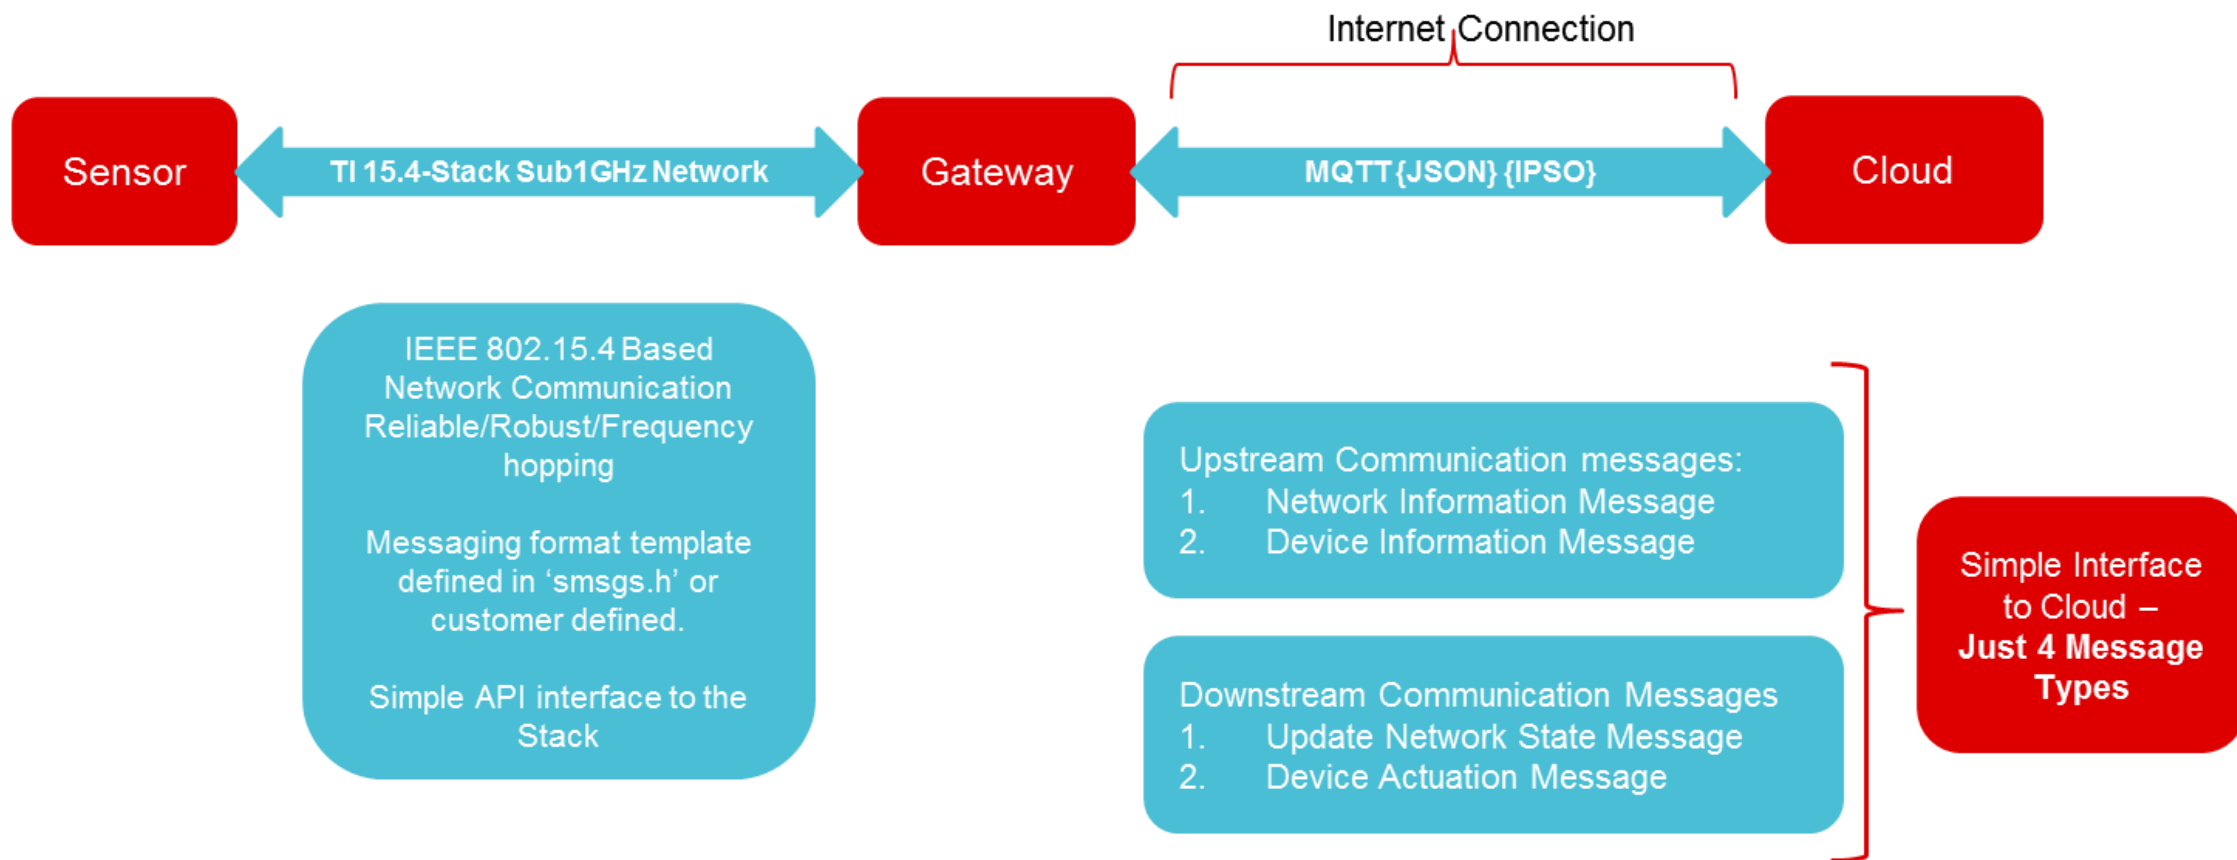 Internet Connection
Sensor
TI 15.4-Stack Sub1GHz Network
Gateway
MQTT{JSON} {IPSO}
Cloud
IEEE 802.15.4 Based
Network Communication
Reliable/Robust/Frequency
hopping
Messaging format template
defined in ‘smsgs.h’ or
customer defined.
Simple API interface to the
Stack
Upstream Communication messages:
1. Network Information Message
2. Device Information Message
Downstream Communication Messages
1. Update Network State Message
2. Device Actuation Message
Simple Interface
to Cloud –
Just 4 Message
Types